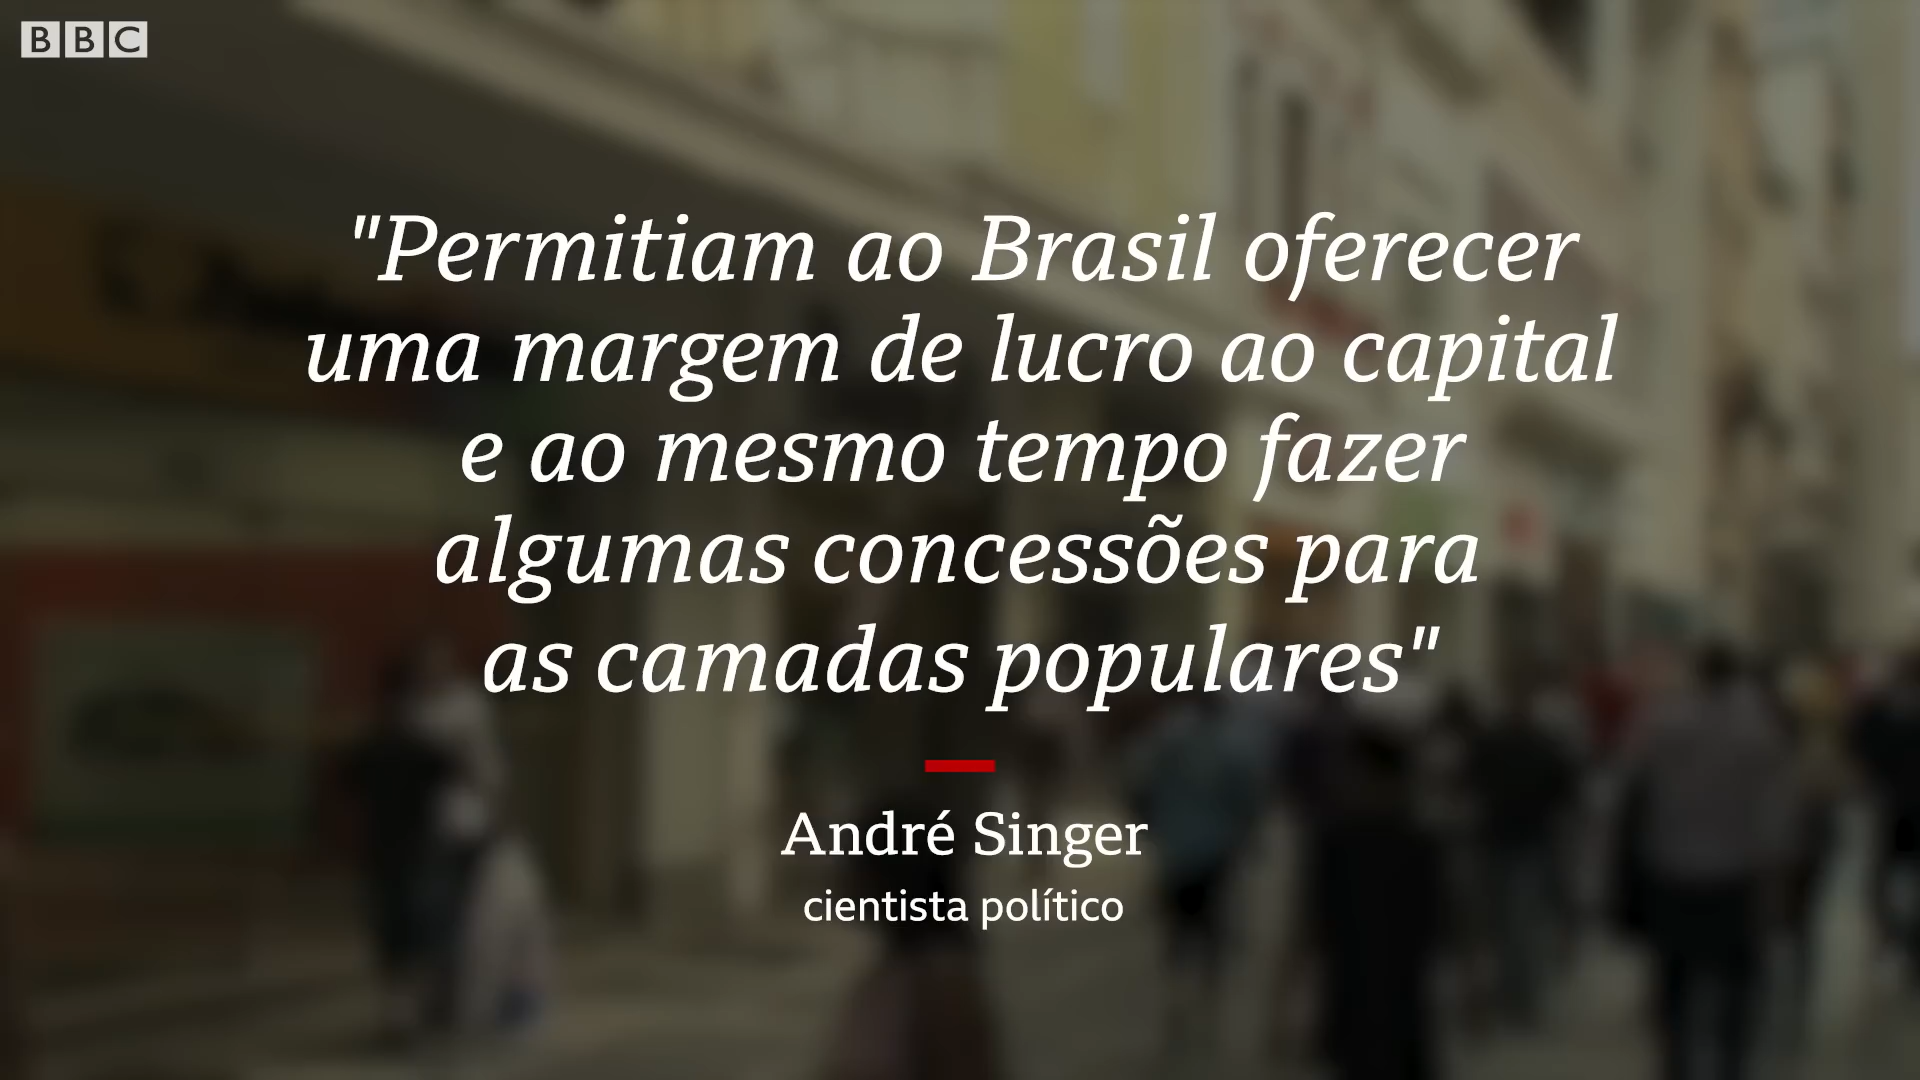 BBC
"Permitiam ao Brasil oferecer
uma margem de lucro ao capital
e ao mesmo tempo fazer
algumas concessões para
as camadas populares"
André Singer
cientista político